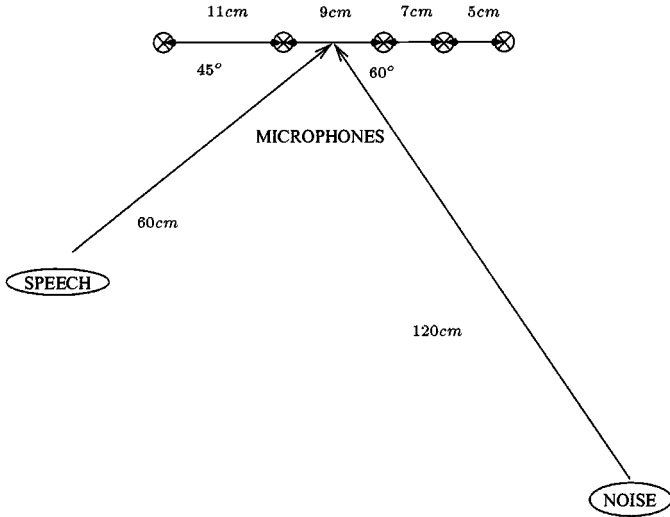 11cm 9cm 7cm 5cm
45° 60°
MICROPHONES
60cm
SPEECH
120cm
NOISE